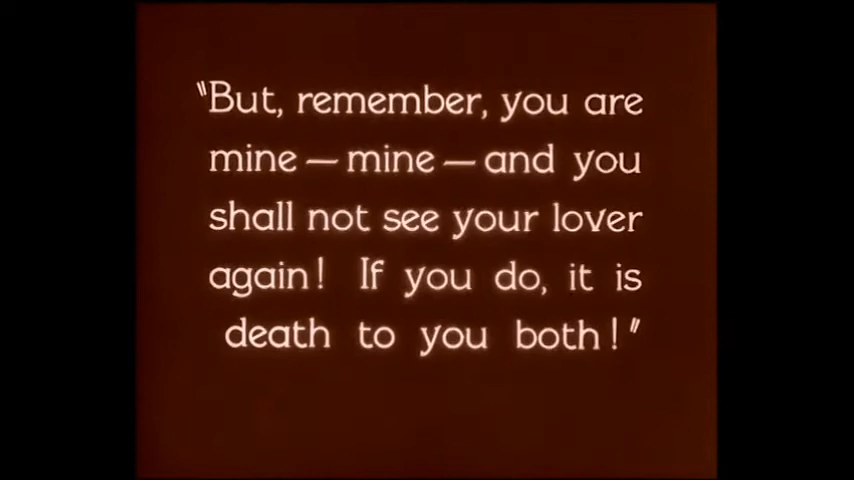 "But, remember, you are
mine — mine — and you
shall not see your lover
again! If you do, it is
death to you both!"